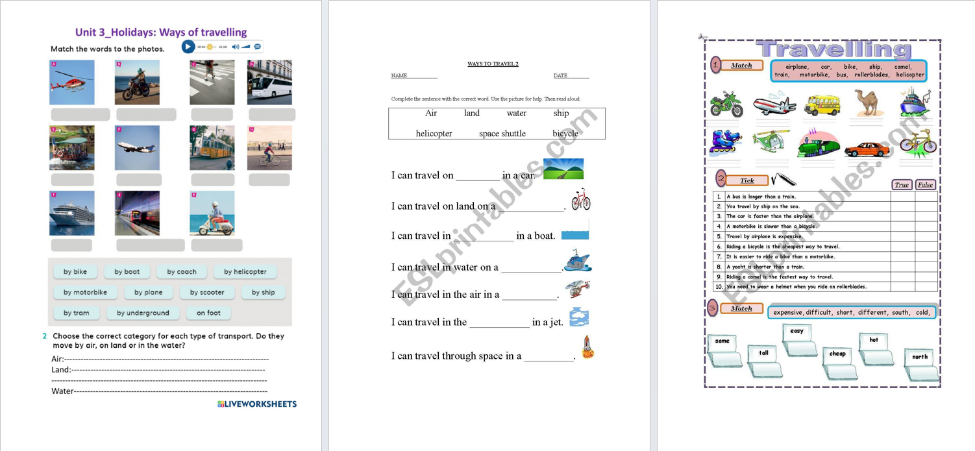 Unit 3_Holidays: Ways of travelling
Match the words to the photos.
by bike by boat by coach by helicopter
by motorbike by plane by scooter by ship
by tram by underground on foot
2 Choose the correct category for each type of transport. Do they
move by air, on land or in the water?
Air:
Land:
Water
LIVEWORKSHEETS
WAYS TO TRAVEL 2
NAME DATE
Complete the sentence with the correct word. Use the picture for help. Then read aloud.
Air land water ship
helicopter space shuttle bicycle
I can travel on ________ in a car.
I can travel on land on a ____________.
I can travel in ____________ in a boat.
I can travel in water on a ____________.
I can travel in the air in a __________.
I can travel in the ____________ in a jet.
I can travel through space in a _________.
ESLprintables.com
Travelling
1. Match
airplane, car, bike, ship, camel,
train, motorbike, bus, rollerblades, helicopter
2. Tick
True False
1. A bus is longer than a train.
2. You travel by ship on the sea.
3. The car is faster than the airplane.
4. A motorbike is slower than a bicycle.
5. Travel by airplane is expensive.
6. Riding a bicycle is the cheapest way to travel.
7. It is easier to ride a bike than a motorbike.
8. A yacht is shorter than a train.
9. Riding a camel is the fastest way to travel.
10. You need to wear a helmet when you ride on rollerblades.
3. Match
expensive, difficult, short, different, south, cold,
same tall easy cheap hot north
ESLprintables.com